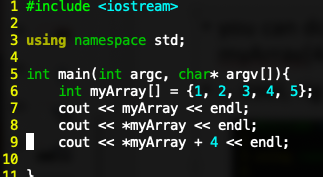 1 #include <iostream>
2
3 using namespace std;
4
5 int main(int argc, char* argv[]){
6     int myArray[] = {1, 2, 3, 4, 5};
7     cout << myArray << endl;
8     cout << *myArray << endl;
9     cout << *myArray + 4 << endl;
10
11 }